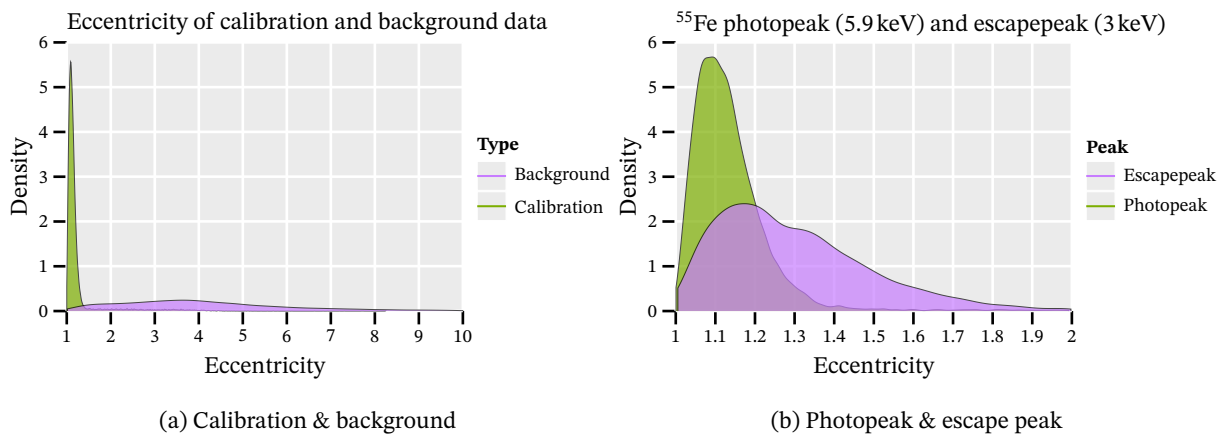 Eccentricity of calibration and background data
6
5
4
3
2
1
0
Density
1 2 3 4 5 6 7 8 9 10
Eccentricity
Type
Background
Calibration
(a) Calibration & background
⁵⁵Fe photopeak (5.9 keV) and escapepeak (3 keV)
6
5
4
3
2
1
0
Density
1 1.1 1.2 1.3 1.4 1.5 1.6 1.7 1.8 1.9 2
Eccentricity
Peak
Escapepeak
Photopeak
(b) Photopeak & escape peak